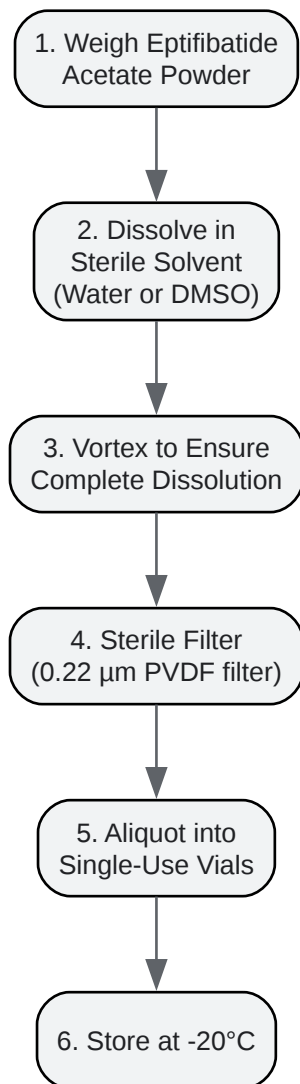 1. Weigh Eptifibatide
Acetate Powder
2. Dissolve in
Sterile Solvent
(Water or DMSO)
3. Vortex to Ensure
Complete Dissolution
4. Sterile Filter
(0.22 µm PVDF filter)
5. Aliquot into
Single-Use Vials
6. Store at -20°C